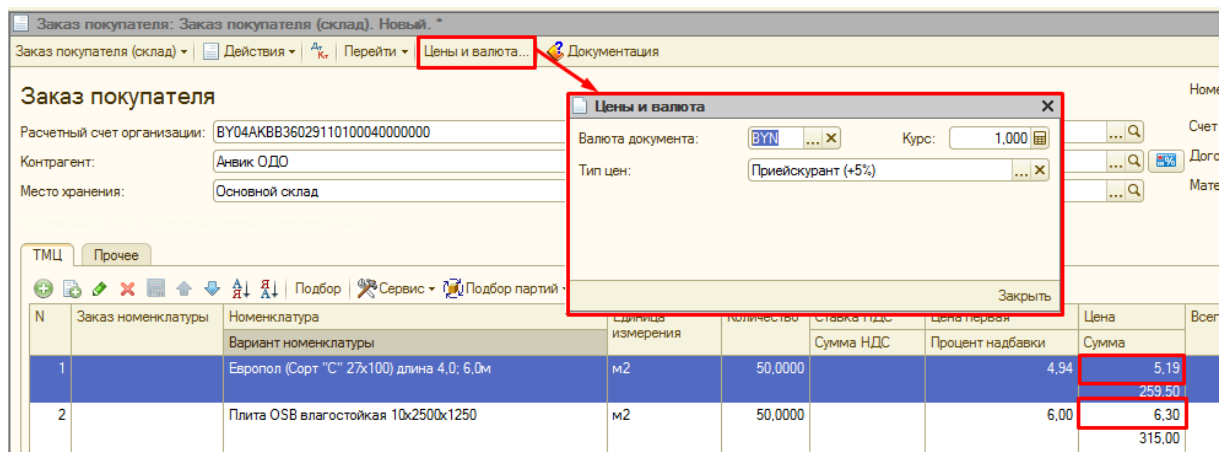 Заказ покупателя: Заказ покупателя (склад). Новый. *
Заказ покупателя (склад) Действия Дт Кт Перейти Цены и валюта... Документация
Заказ покупателя
Расчетный счет организации: BY04AKBB36029110100040000000
Контрагент: Анвик ОДО
Место хранения: Основной склад
Номе
Счет
Дого
Мате
Цены и валюта
Валюта документа: BYN ... Курс: 1,000
Тип цен: Приейскурант (+5%) ...
Закрыть
ТМЦ Прочее
Подбор Сервис Подбор партий
N Заказ номенклатуры Номенклатура Единица измерения Количество Ставка НДС Цена первая Цена Всег
Вариант номенклатуры Сумма НДС Процент надбавки Сумма
1 Европол (Сорт "С" 27х100) длина 4,0; 6,0м м2 50,0000 4,94 5,19
259,50
2 Плита OSB влагостойкая 10х2500х1250 м2 50,0000 6,00 6,30
315,00